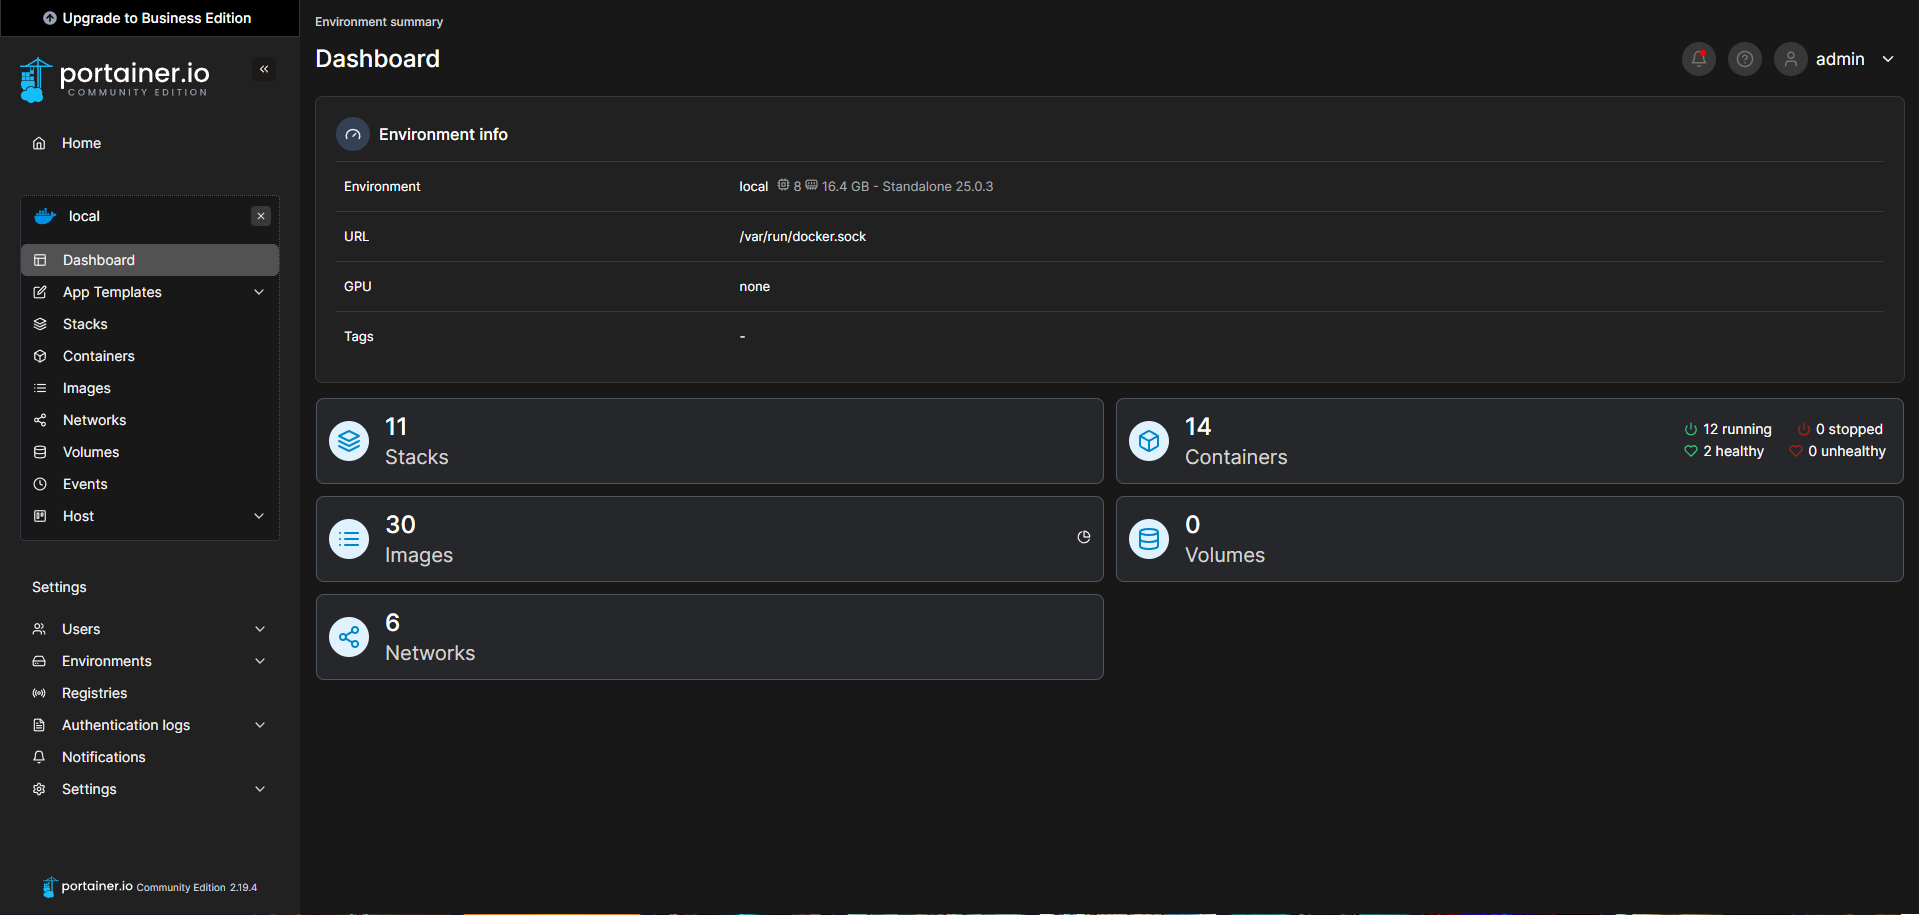 Upgrade to Business Edition
portainer.io
COMMUNITY EDITION
Home
local
Dashboard
App Templates
Stacks
Containers
Images
Networks
Volumes
Events
Host
Settings
Users
Environments
Registries
Authentication logs
Notifications
Settings
portainer.io Community Edition 2.19.4
Environment summary
Dashboard
admin
Environment info
Environment local 8 16.4 GB - Standalone 25.0.3
URL /var/run/docker.sock
GPU none
Tags -
11
Stacks
14
Containers
12 running 0 stopped
2 healthy 0 unhealthy
30
Images
0
Volumes
6
Networks